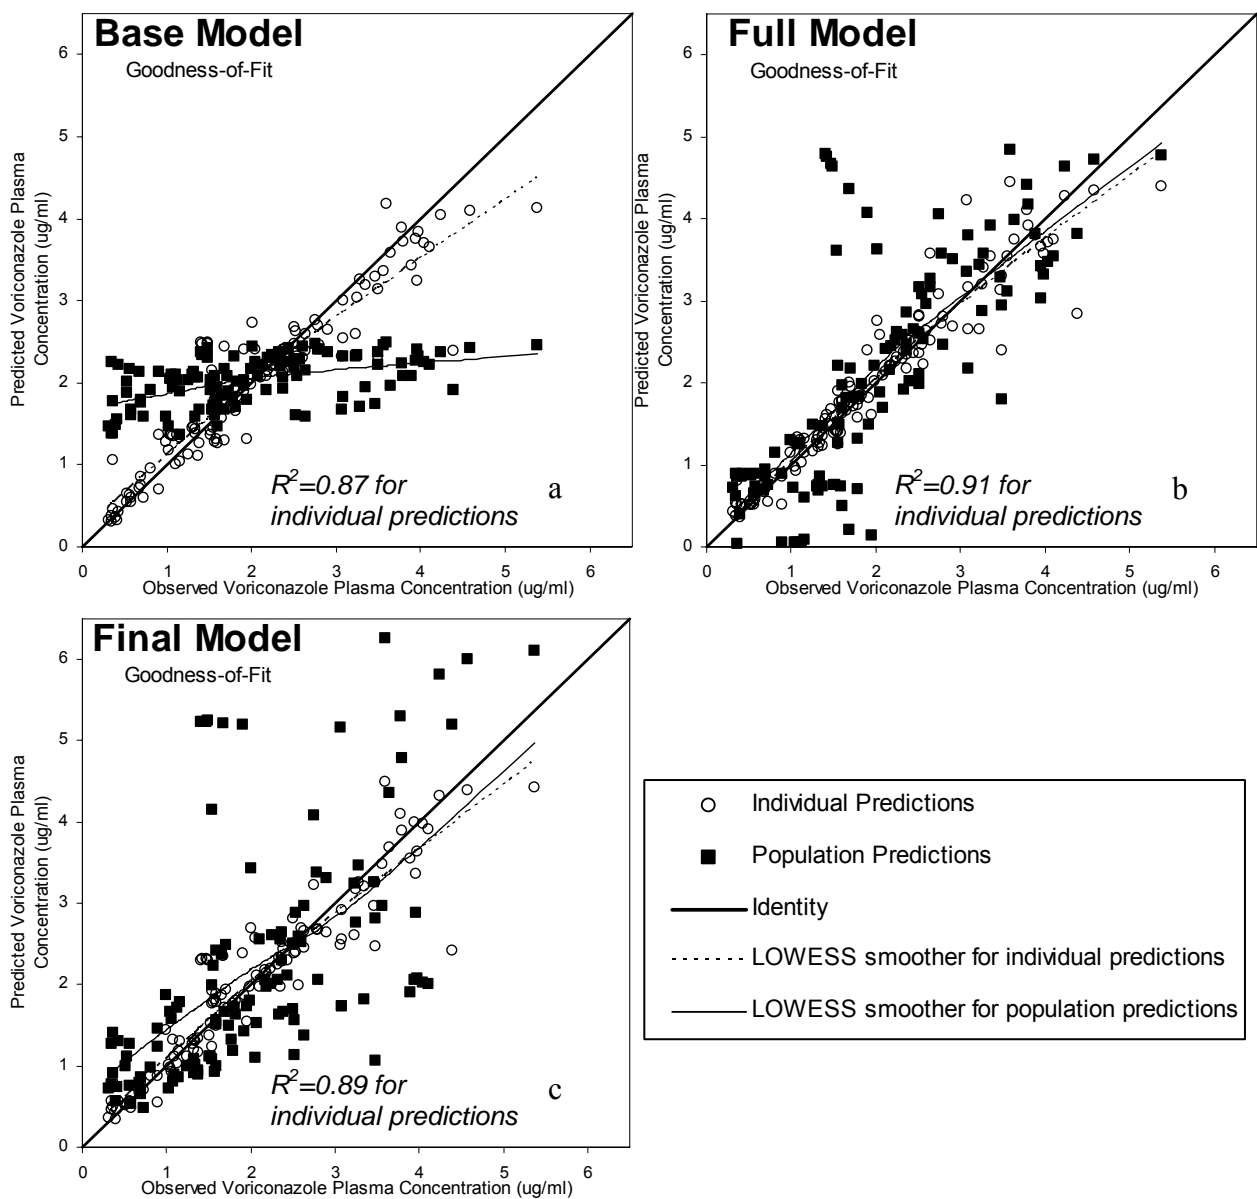 Base Model
Goodness-of-Fit
6
5
4
3
2
1
0
Predicted Voriconazole Plasma
Concentration (ug/ml)
R²=0.87 for
individual predictions
a
0 1 2 3 4 5 6
Observed Voriconazole Plasma Concentration (ug/ml)
Full Model
Goodness-of-Fit
6
5
4
3
2
1
0
Predicted Voriconazole Plasma
Concentration (ug/ml)
R²=0.91 for
individual predictions
b
0 1 2 3 4 5 6
Observed Voriconazole Plasma Concentration (ug/ml)
Final Model
Goodness-of-Fit
6
5
4
3
2
1
0
Predicted Voriconazole Plasma
Concentration (ug/ml)
R²=0.89 for
individual predictions
c
0 1 2 3 4 5 6
Observed Voriconazole Plasma Concentration (ug/ml)
Individual Predictions
Population Predictions
Identity
LOWESS smoother for individual predictions
LOWESS smoother for population predictions